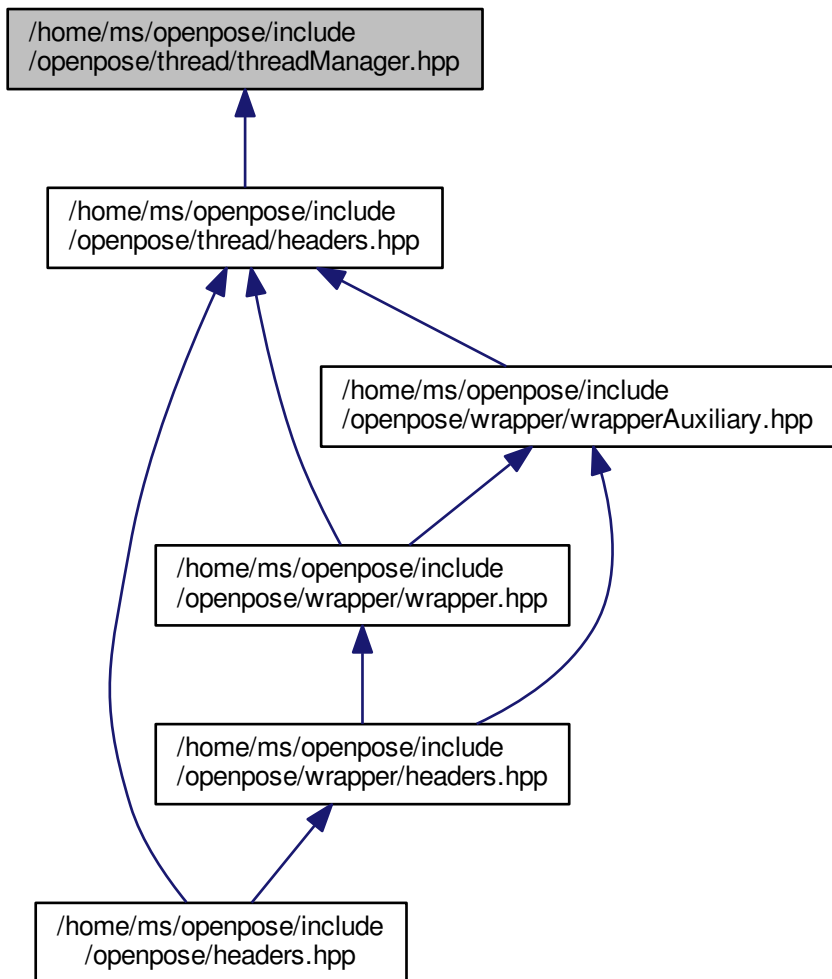 /home/ms/openpose/include
/openpose/thread/threadManager.hpp
/home/ms/openpose/include
/openpose/thread/headers.hpp
/home/ms/openpose/include
/openpose/wrapper/wrapperAuxiliary.hpp
/home/ms/openpose/include
/openpose/wrapper/wrapper.hpp
/home/ms/openpose/include
/openpose/wrapper/headers.hpp
/home/ms/openpose/include
/openpose/headers.hpp